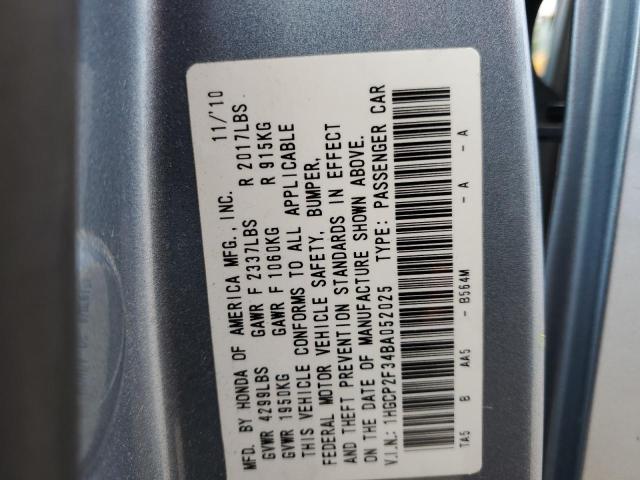 MFD. BY HONDA OF AMERICA MFG., INC. 11/'10
GVWR 4299LBS GAWR F 2337LBS R 2017LBS
GVWR 1950KG GAWR F 1060KG R 915KG
THIS VEHICLE CONFORMS TO ALL APPLICABLE
FEDERAL MOTOR VEHICLE SAFETY, BUMPER,
AND THEFT PREVENTION STANDARDS IN EFFECT
ON THE DATE OF MANUFACTURE SHOWN ABOVE.
V.I.N.: 1HGCP2F34BA052025 TYPE: PASSENGER CAR
TA5 B AA5 - B564M - A - A